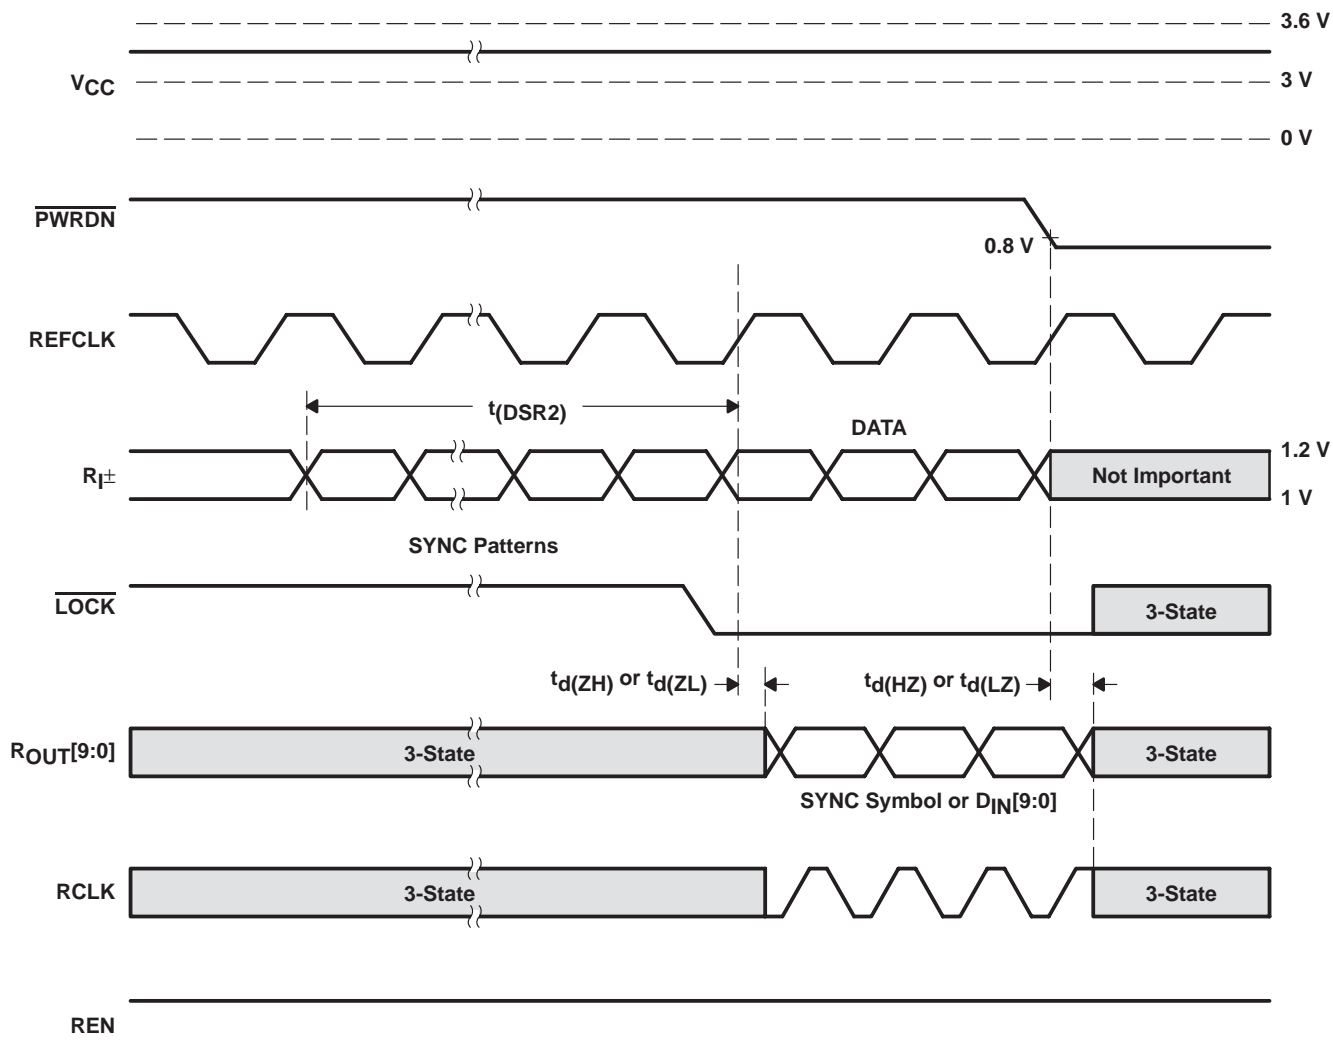 3.6 V
VCC
3 V
0 V
PWRDN
0.8 V
REFCLK
t(DSR2)
DATA
RI±
1.2 V
Not Important
1 V
SYNC Patterns
LOCK
3-State
td(ZH) or td(ZL)
td(HZ) or td(LZ)
ROUT[9:0]
3-State
3-State
SYNC Symbol or DIN[9:0]
RCLK
3-State
3-State
REN